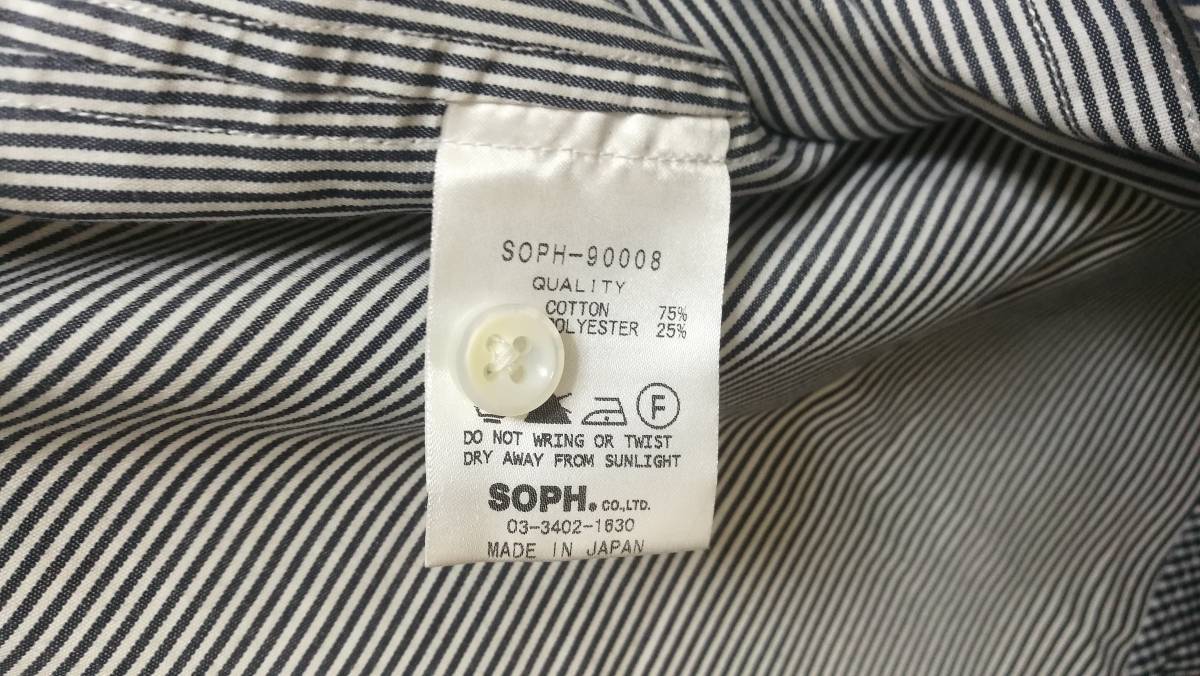 SOPH-90008
QUALITY
COTTON 75%
POLYESTER 25%
F
DO NOT WRING OR TWIST
DRY AWAY FROM SUNLIGHT
SOPH. CO.,LTD.
03-3402-1630
MADE IN JAPAN